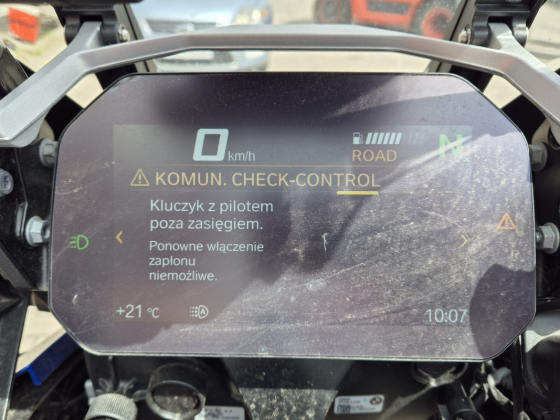 0 km/h
ROAD
N
KOMUN. CHECK-CONTROL
Kluczyk z pilotem
poza zasięgiem.
Ponowne włączenie
zapłonu
niemożliwe.
+21 °C
A
10:07